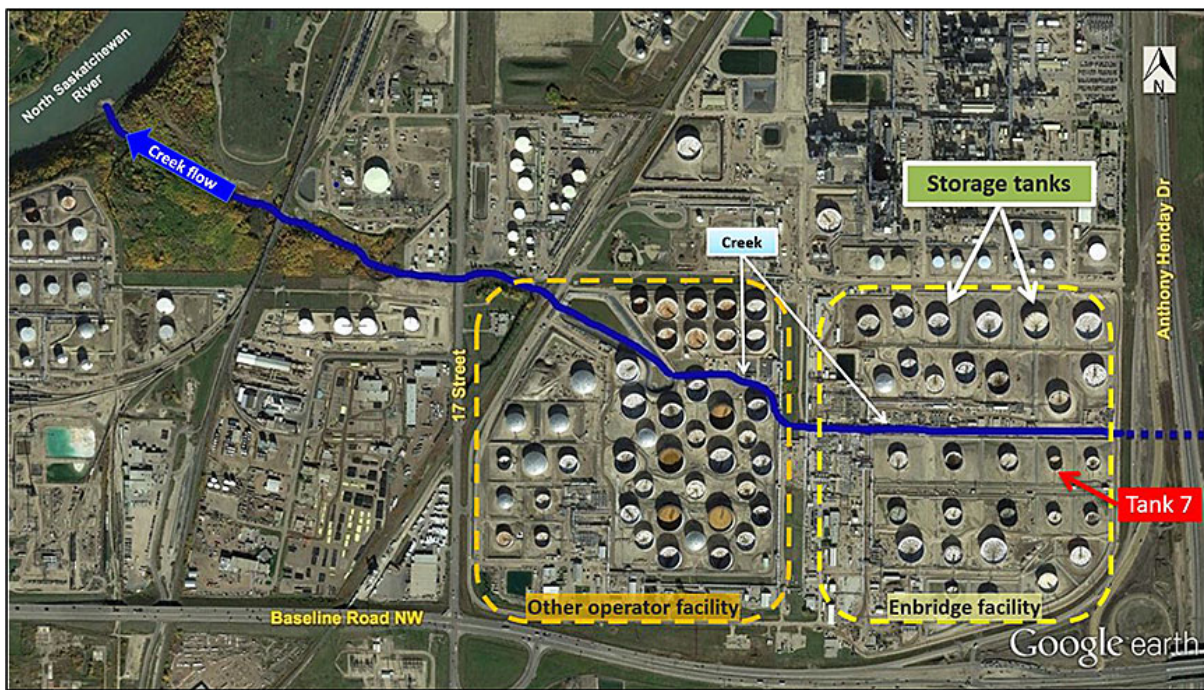 North Saskatchewan
River
Creek flow
N
Storage tanks
Creek
Anthony Henday Dr
17 Street
Tank 7
Other operator facility
Enbridge facility
Baseline Road NW
Google earth